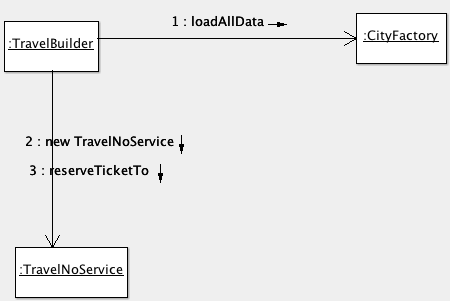 1 : loadAllData
:TravelBuilder
:CityFactory
2 : new TravelNoService
3 : reserveTicketTo
:TravelNoService